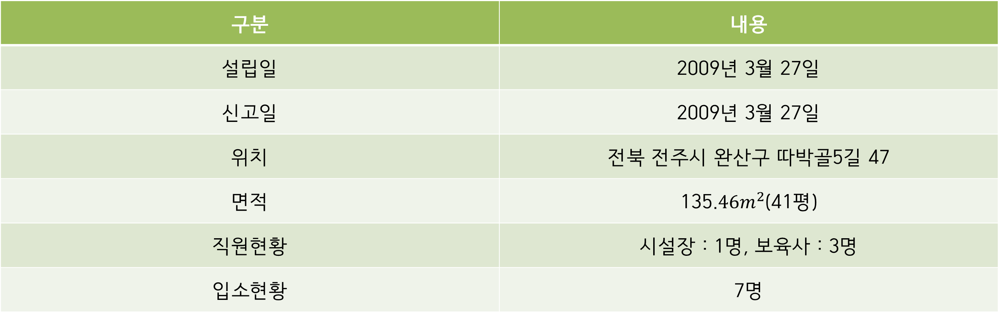 구분 내용
설립일 2009년 3월 27일
신고일 2009년 3월 27일
위치 전북 전주시 완산구 따박골5길 47
면적 135.46m²(41평)
직원현황 시설장 : 1명, 보육사 : 3명
입소현황 7명